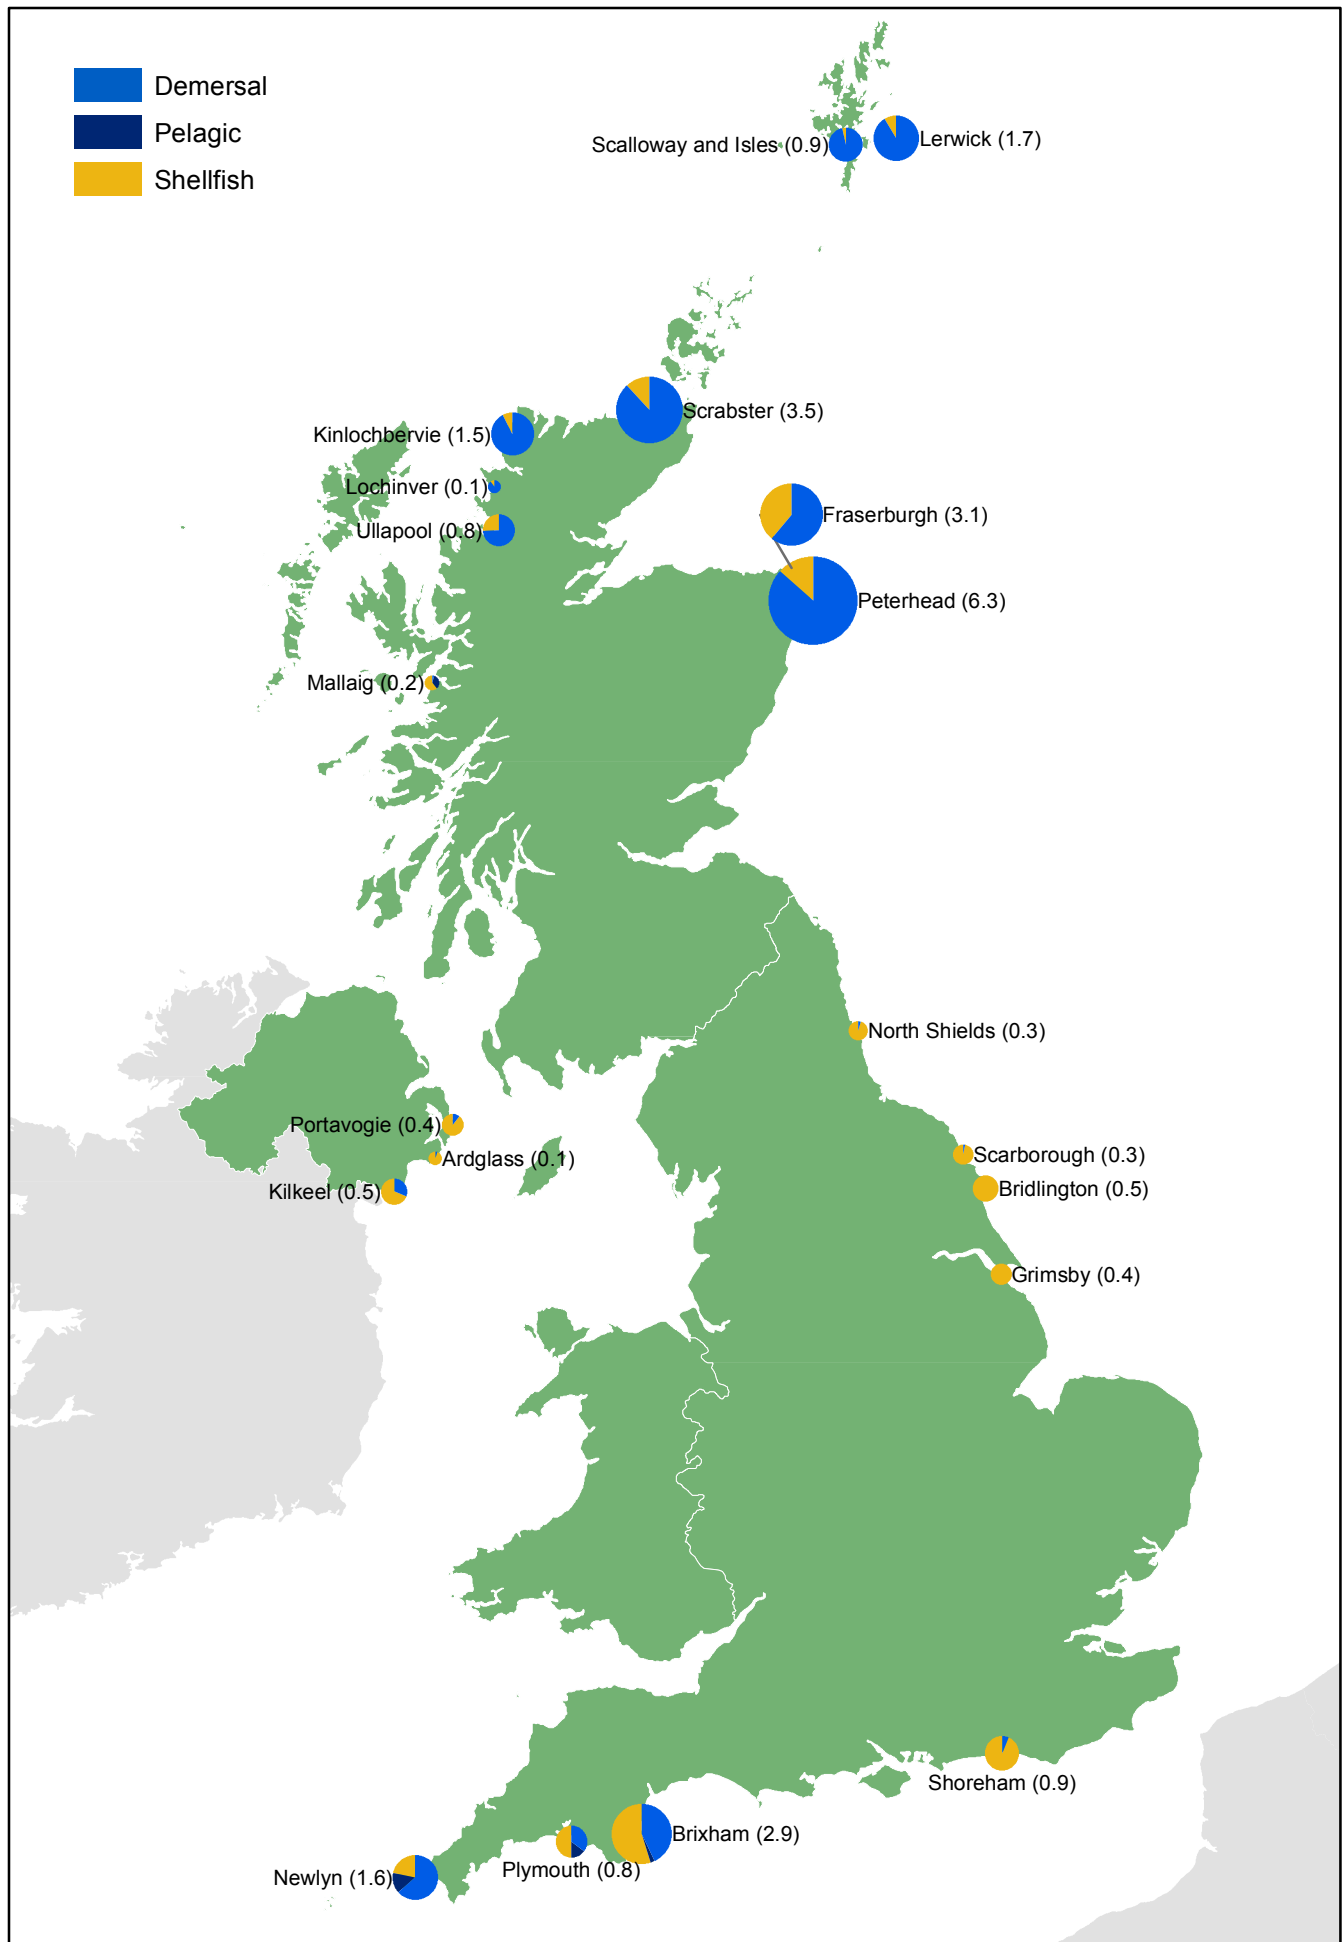 Demersal
Pelagic
Shellfish
Scalloway and Isles (0.9)
Lerwick (1.7)
Scrabster (3.5)
Kinlochbervie (1.5)
Lochinver (0.1)
Fraserburgh (3.1)
Ullapool (0.8)
Peterhead (6.3)
Mallaig (0.2)
North Shields (0.3)
Portavogie (0.4)
Scarborough (0.3)
Ardglass (0.1)
Bridlington (0.5)
Kilkeel (0.5)
Grimsby (0.4)
Shoreham (0.9)
Brixham (2.9)
Plymouth (0.8)
Newlyn (1.6)